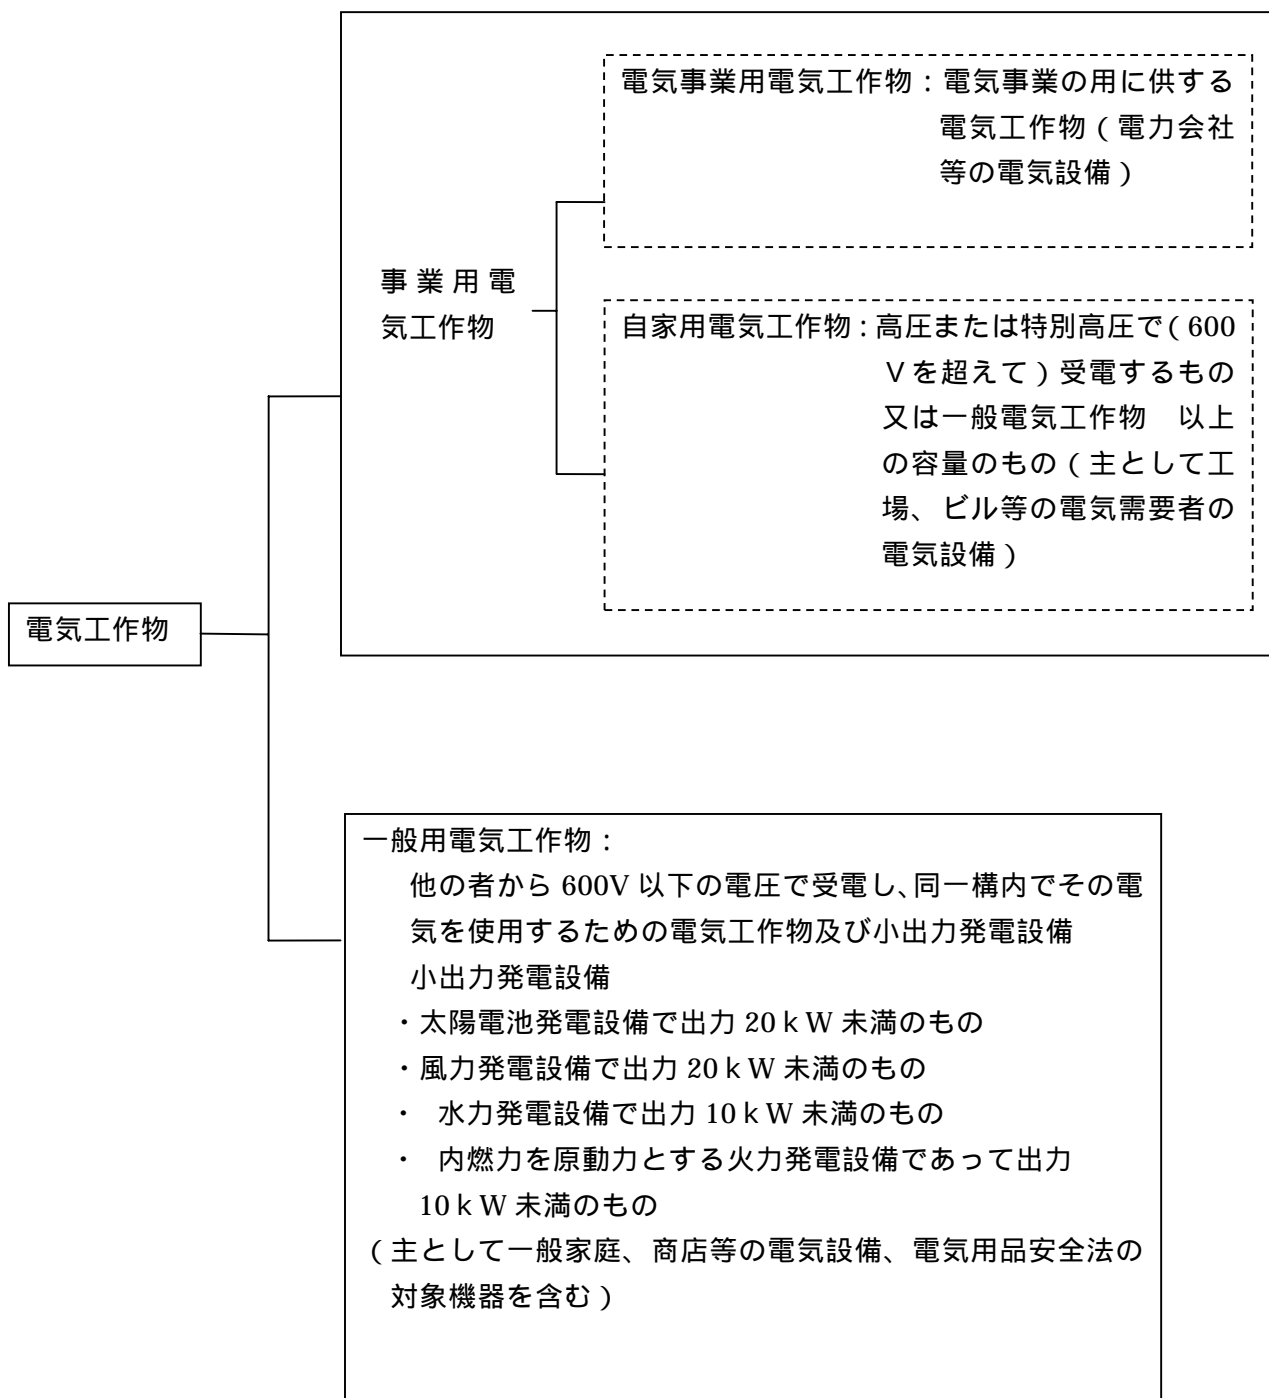 電気事業用電気工作物:電気事業の用に供する
電気工作物(電力会社
等の電気設備)
事業用電
気工作物
自家用電気工作物:高圧または特別高圧で(600
Vを超えて)受電するもの
又は一般電気工作物　以上
の容量のもの(主として工
場、ビル等の電気需要者の
電気設備)
電気工作物
一般用電気工作物:
他の者から 600V 以下の電圧で受電し、同一構内でその電
気を使用するための電気工作物及び小出力発電設備
小出力発電設備
・太陽電池発電設備で出力 20kW 未満のもの
・風力発電設備で出力 20kW 未満のもの
・ 水力発電設備で出力 10kW 未満のもの
・ 内燃力を原動力とする火力発電設備であって出力
10kW 未満のもの
(主として一般家庭、商店等の電気設備、電気用品安全法の
対象機器を含む)